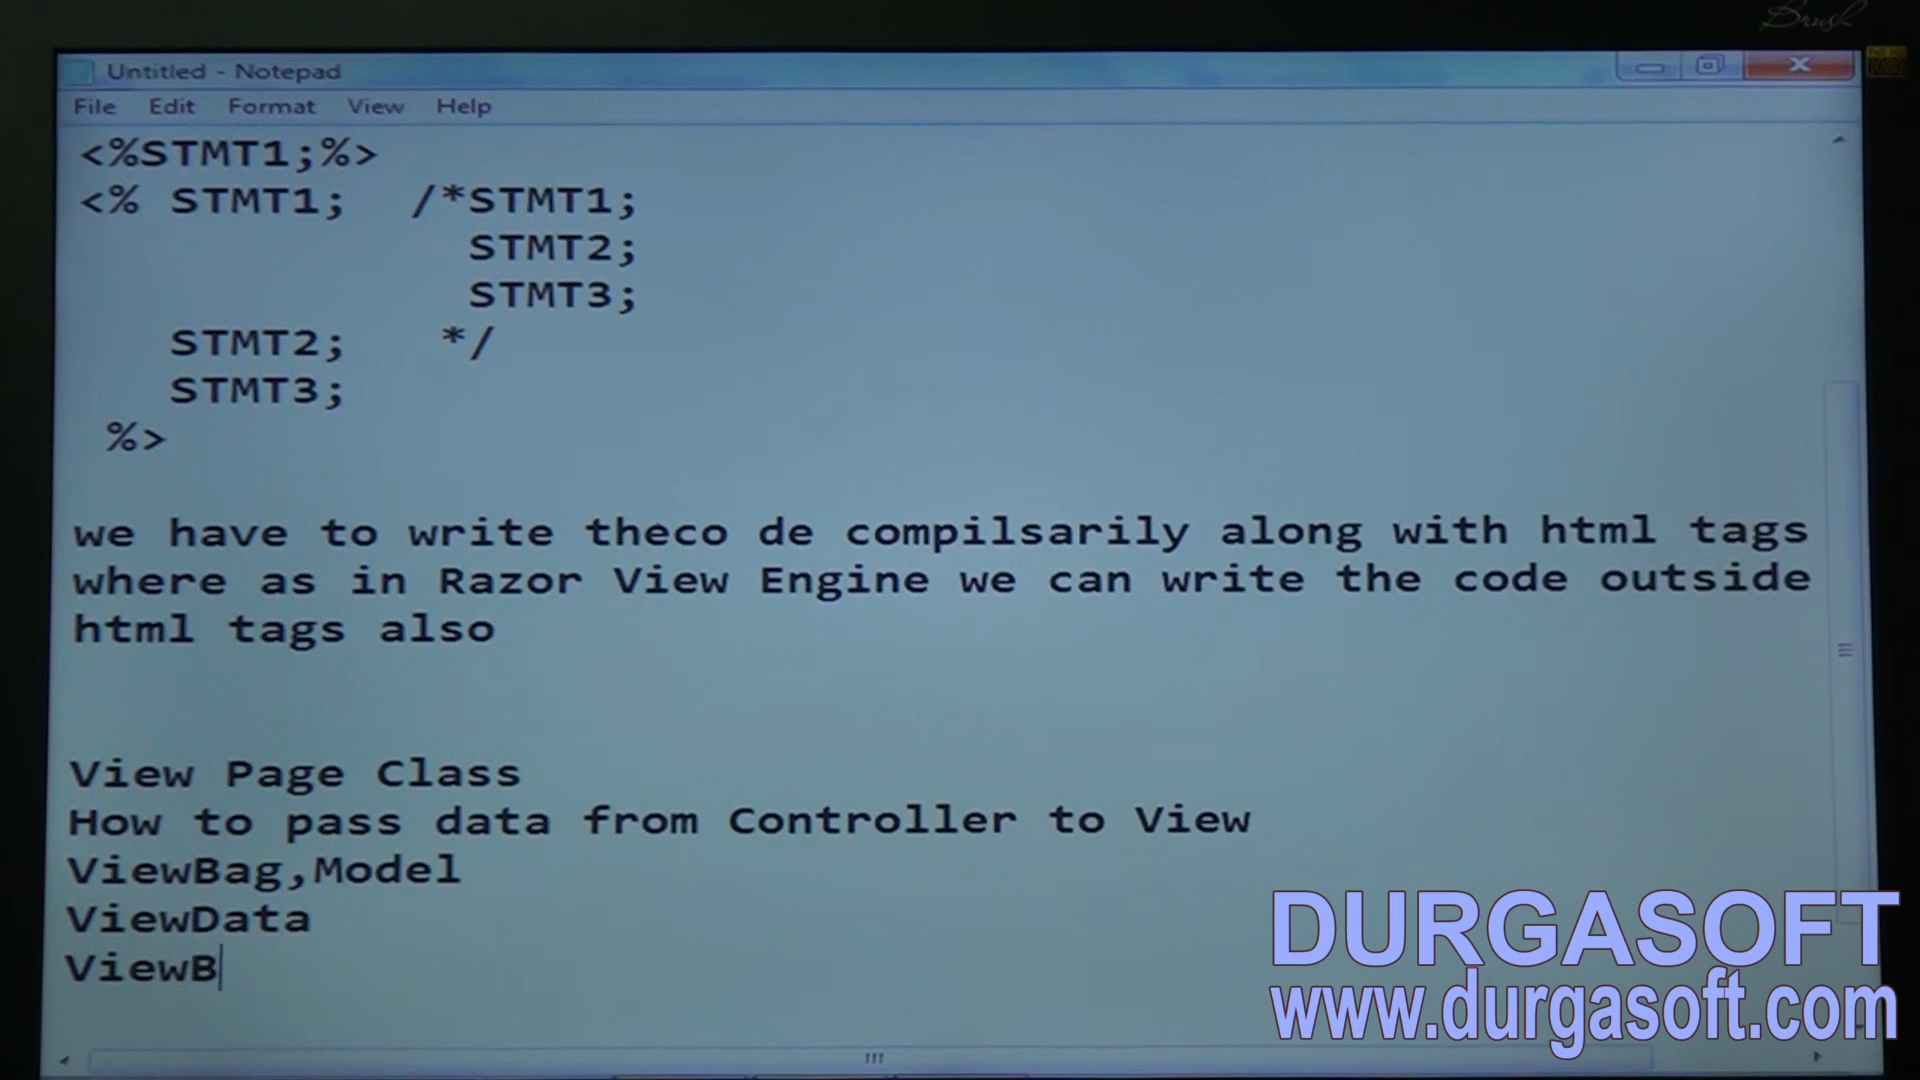 Brush
Untitled - Notepad
File Edit Format View Help
<%STMT1;%>
<% STMT1; /*STMT1;
STMT2;
STMT3;
STMT2; */
STMT3;
%>
we have to write theco de compilsarily along with html tags
where as in Razor View Engine we can write the code outside
html tags also
View Page Class
How to pass data from Controller to View
ViewBag,Model
ViewData
ViewB
DURGASOFT
www.durgasoft.com